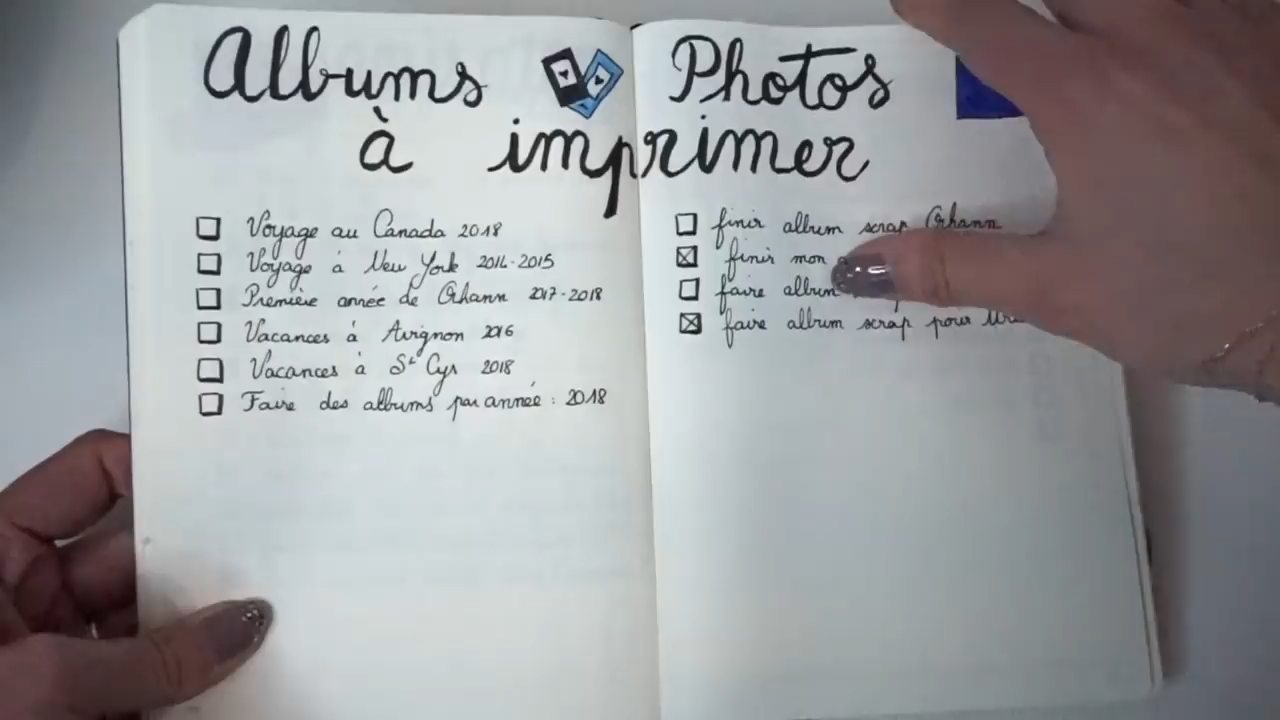 Albums Photos
à imprimer
Voyage au Canada 2018
Voyage à New York 2014-2015
Première année de Orhann 2017-2018
Vacances à Avignon 2016
Vacances à St Cyr 2018
Faire des albums par année : 2018
finir album scrap Orhann
finir mon
faire album
faire album scrap pour